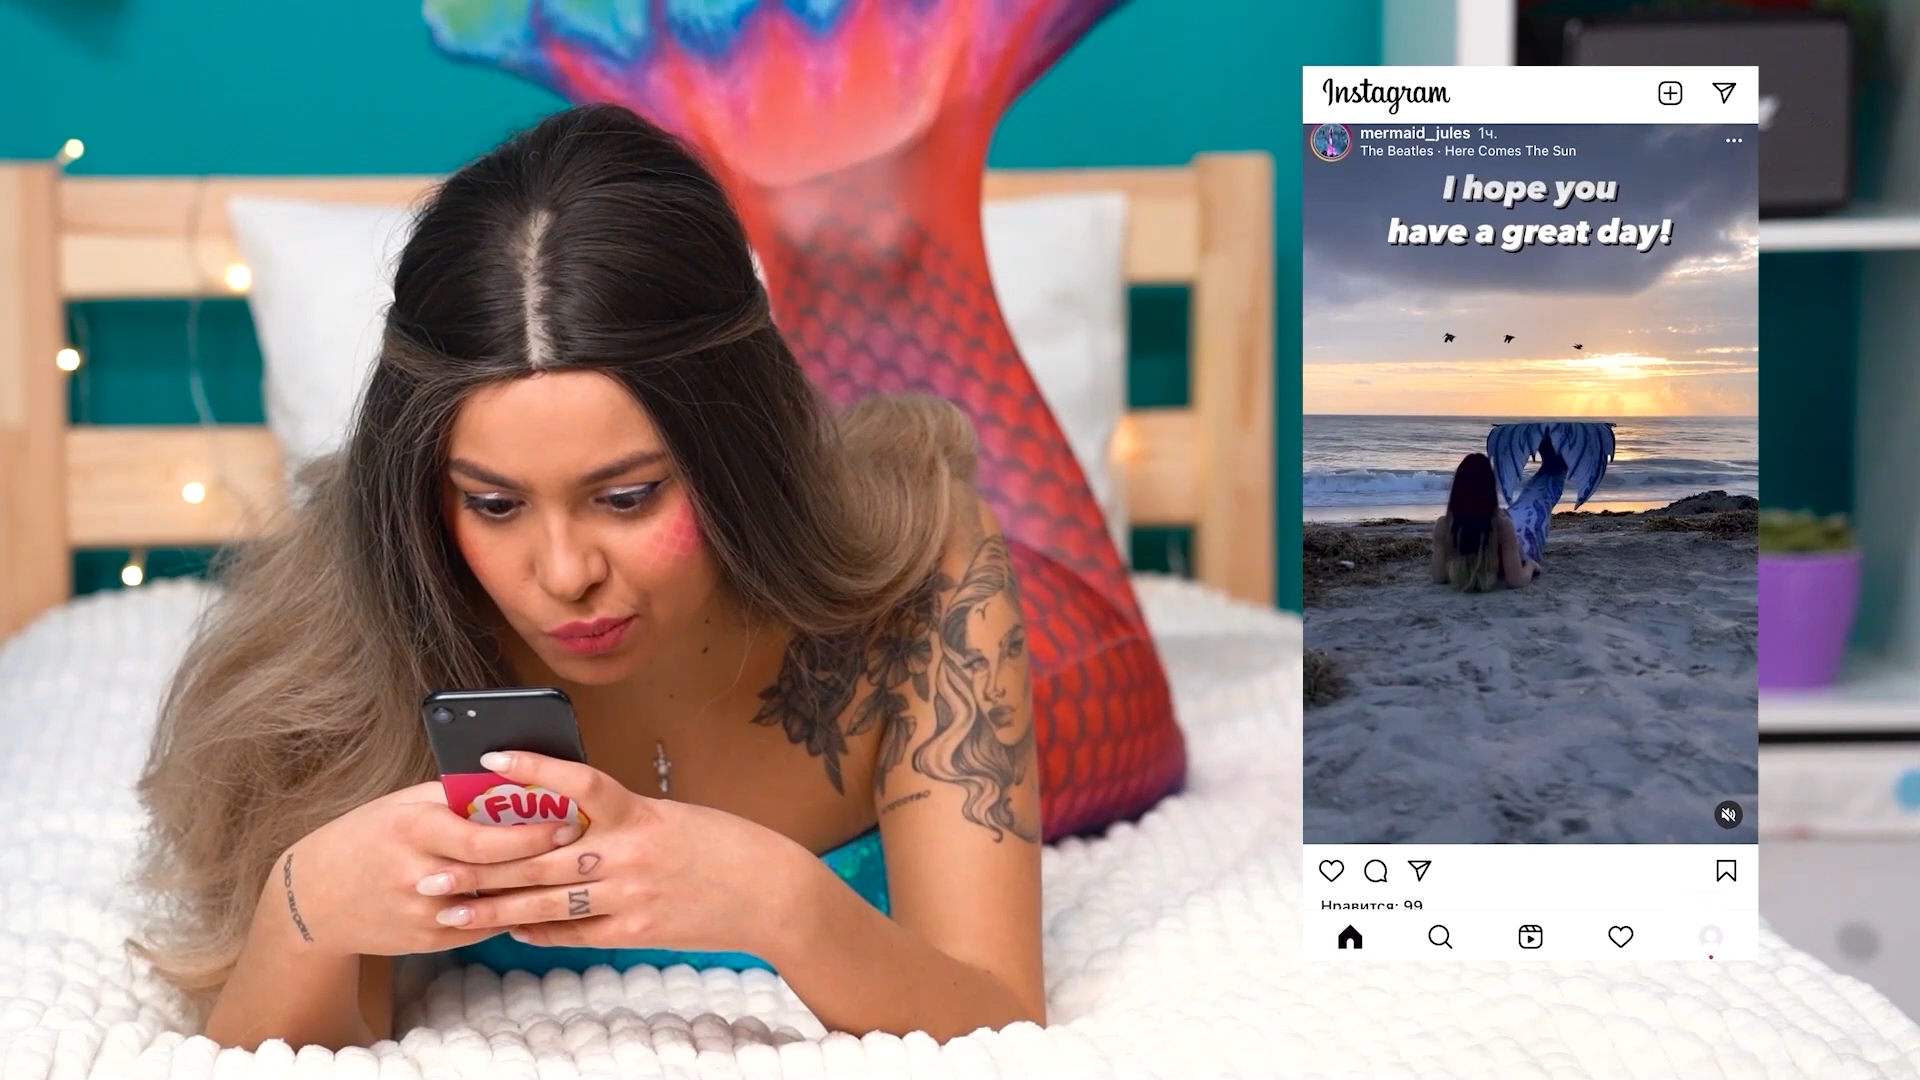 Instagram
mermaid_jules 1ч.
The Beatles · Here Comes The Sun
I hope you
have a great day!
FUN
Нравится: 99